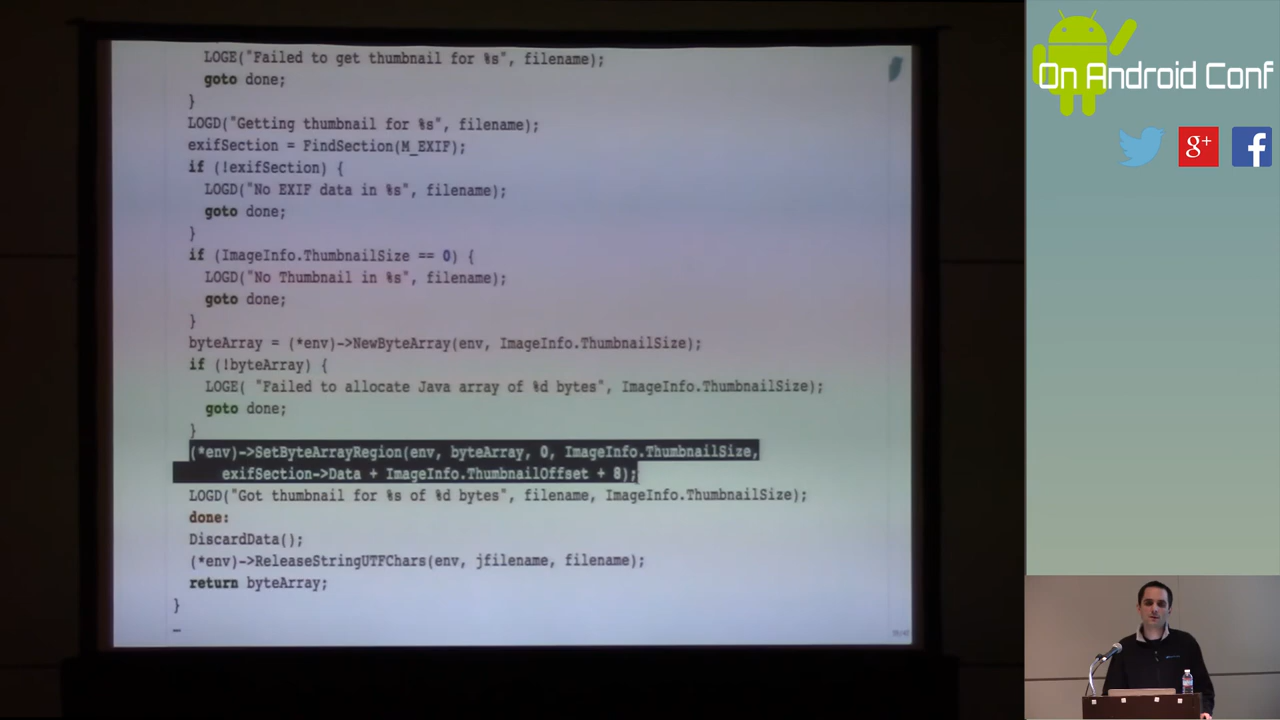 LOGE("Failed to get thumbnail for %s", filename);
goto done;
}
LOGD("Getting thumbnail for %s", filename);
exifSection = FindSection(M_EXIF);
if (!exifSection) {
LOGD("No EXIF data in %s", filename);
goto done;
}
if (ImageInfo.ThumbnailSize == 0) {
LOGD("No Thumbnail in %s", filename);
goto done;
}
byteArray = (*env)->NewByteArray(env, ImageInfo.ThumbnailSize);
if (!byteArray) {
LOGE( "Failed to allocate Java array of %d bytes", ImageInfo.ThumbnailSize);
goto done;
}
(*env)->SetByteArrayRegion(env, byteArray, 0, ImageInfo.ThumbnailSize,
exifSection->Data + ImageInfo.ThumbnailOffset + 8);
LOGD("Got thumbnail for %s of %d bytes", filename, ImageInfo.ThumbnailSize);
done:
DiscardData();
(*env)->ReleaseStringUTFChars(env, jfilename, filename);
return byteArray;
}
On Android Conf
g+
f